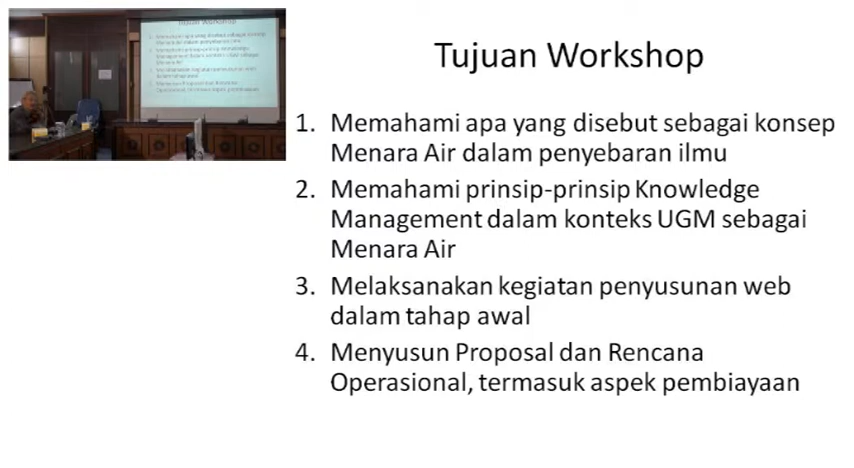 Tujuan Workshop
1. Memahami apa yang disebut sebagai konsep
Menara Air dalam penyebaran ilmu
2. Memahami prinsip-prinsip Knowledge
Management dalam konteks UGM sebagai
Menara Air
3. Melaksanakan kegiatan penyusunan web
dalam tahap awal
4. Menyusun Proposal dan Rencana
Operasional, termasuk aspek pembiayaan